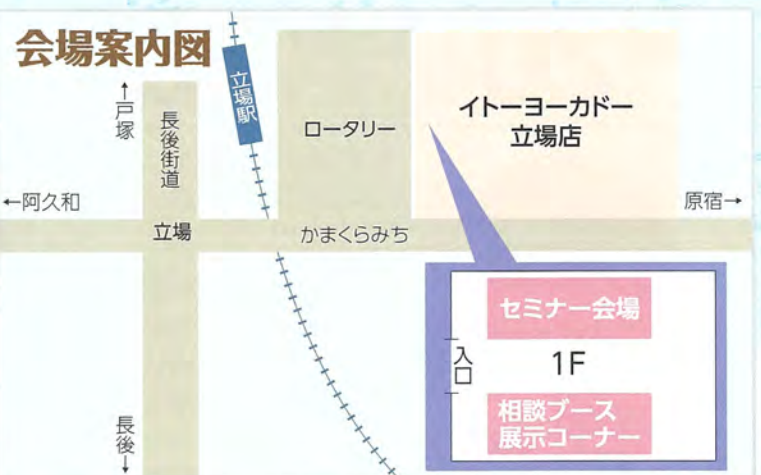 会場案内図
↑戸塚
長後街道
立場駅
ロータリー
イトーヨーカドー
立場店
←阿久和
原宿→
立場
かまくらみち
セミナー会場
入口
1F
相談ブース
展示コーナー
長後↓